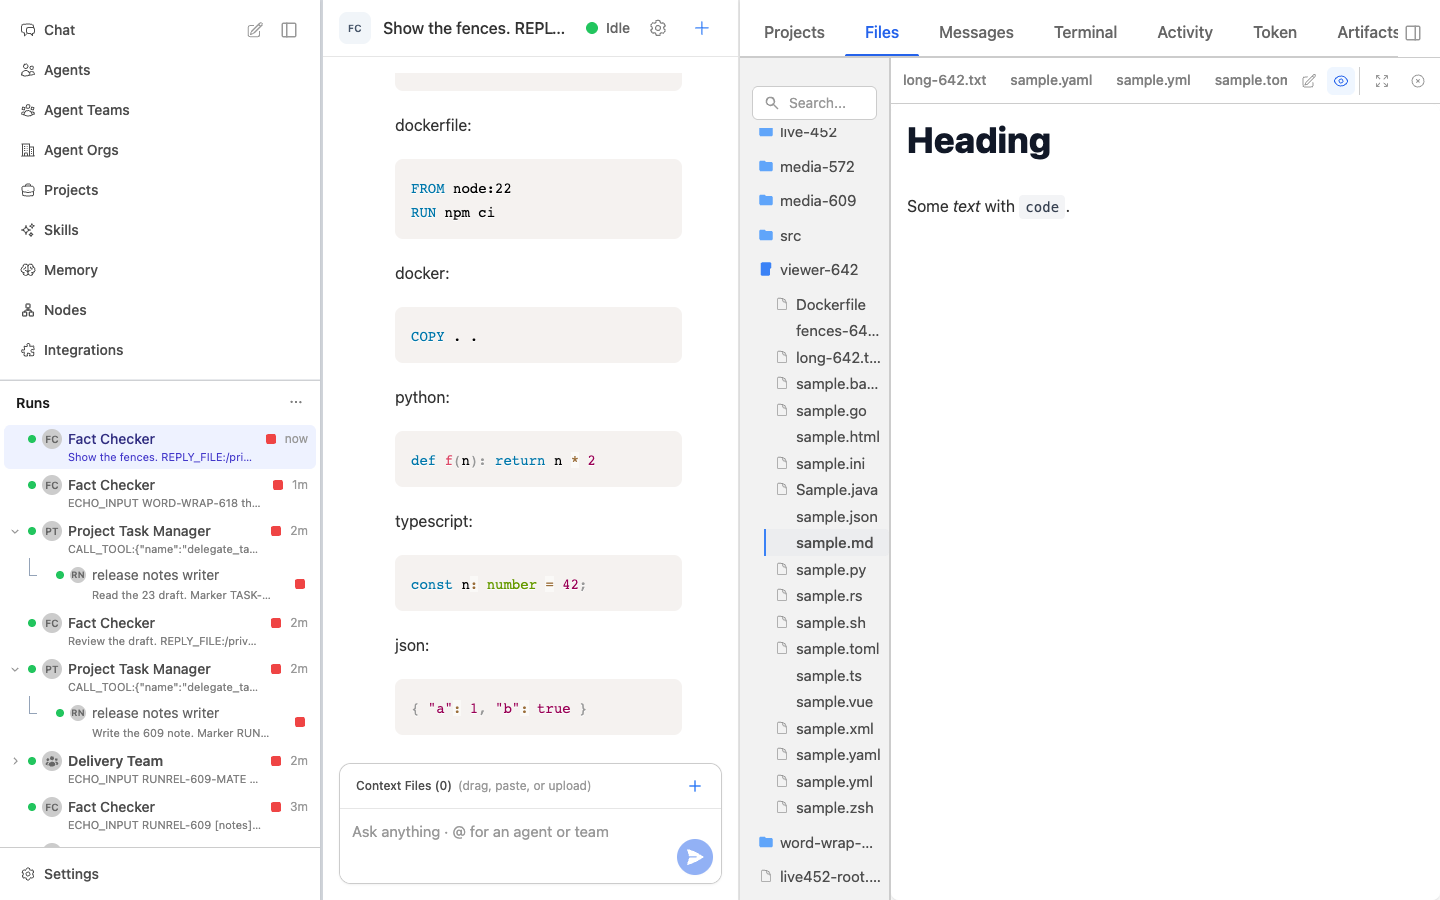 Chat
Agents
Agent Teams
Agent Orgs
Projects
Skills
Memory
Nodes
Integrations
Runs
FC Fact Checker now
Show the fences. REPLY_FILE:/pri...
FC Fact Checker 1m
ECHO_INPUT WORD-WRAP-618 th...
PT Project Task Manager 2m
CALL_TOOL:{"name":"delegate_ta...
RN release notes writer
Read the 23 draft. Marker TASK-...
FC Fact Checker 2m
Review the draft. REPLY_FILE:/priv...
PT Project Task Manager 2m
CALL_TOOL:{"name":"delegate_ta...
RN release notes writer
Write the 609 note. Marker RUN...
Delivery Team 2m
ECHO_INPUT RUNREL-609-MATE ...
FC Fact Checker 3m
ECHO_INPUT RUNREL-609 [notes]...
Settings
FC Show the fences. REPL... Idle
dockerfile:
FROM node:22
RUN npm ci
docker:
COPY . .
python:
def f(n): return n * 2
typescript:
const n: number = 42;
json:
{ "a": 1, "b": true }
Context Files (0) (drag, paste, or upload)
Ask anything · @ for an agent or team
Projects Files Messages Terminal Activity Token Artifacts
Search...
live-452
media-572
media-609
src
viewer-642
Dockerfile
fences-64...
long-642.t...
sample.ba...
sample.go
sample.html
sample.ini
Sample.java
sample.json
sample.md
sample.py
sample.rs
sample.sh
sample.toml
sample.ts
sample.vue
sample.xml
sample.yaml
sample.yml
sample.zsh
word-wrap-...
live452-root....
long-642.txt sample.yaml sample.yml sample.ton
Heading
Some text with code.